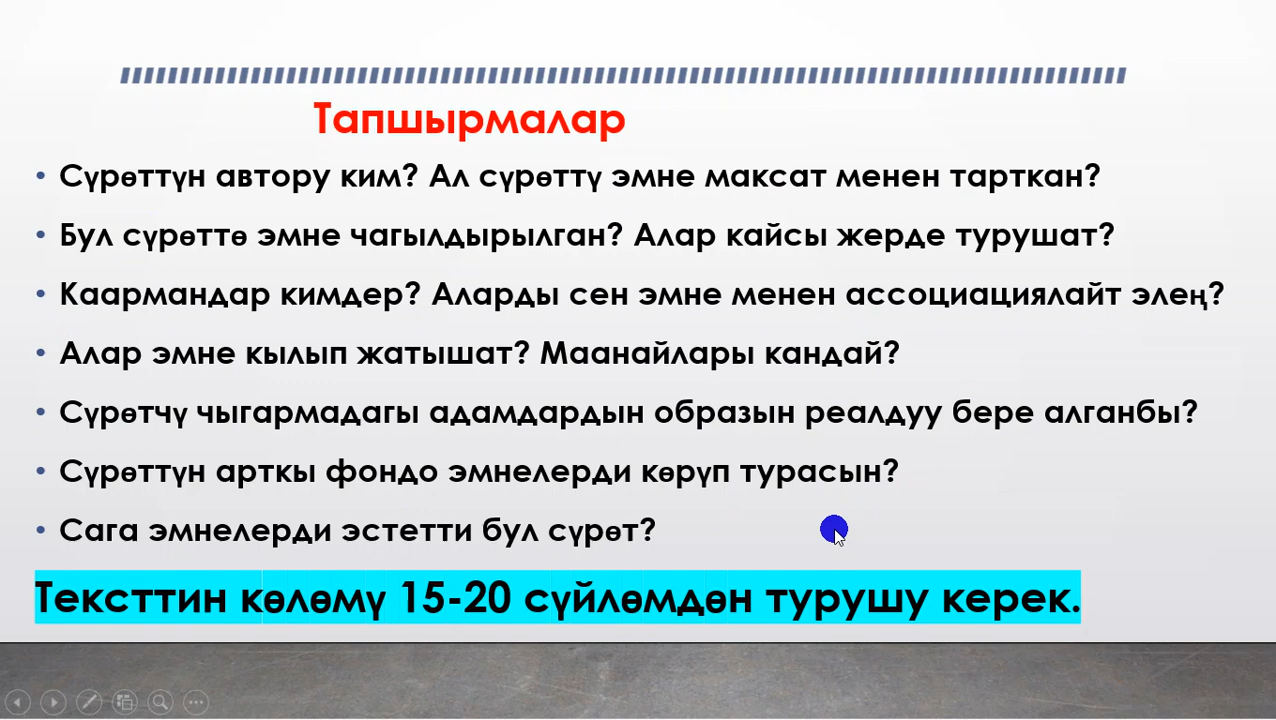 Тапшырмалар
• Сүрөттүн автору ким? Ал сүрөттү эмне максат менен тарткан?
• Бул сүрөттө эмне чагылдырылган? Алар кайсы жерде турушат?
• Каармандар кимдер? Аларды сен эмне менен ассоциациялайт элең?
• Алар эмне кылып жатышат? Маанайлары кандай?
• Сүрөтчү чыгармадагы адамдардын образын реалдуу бере алганбы?
• Сүрөттүн арткы фондо эмнелерди көрүп турасын?
• Сага эмнелерди эстетти бул сүрөт?
Тексттин көлөмү 15-20 сүйлөмдөн турушу керек.